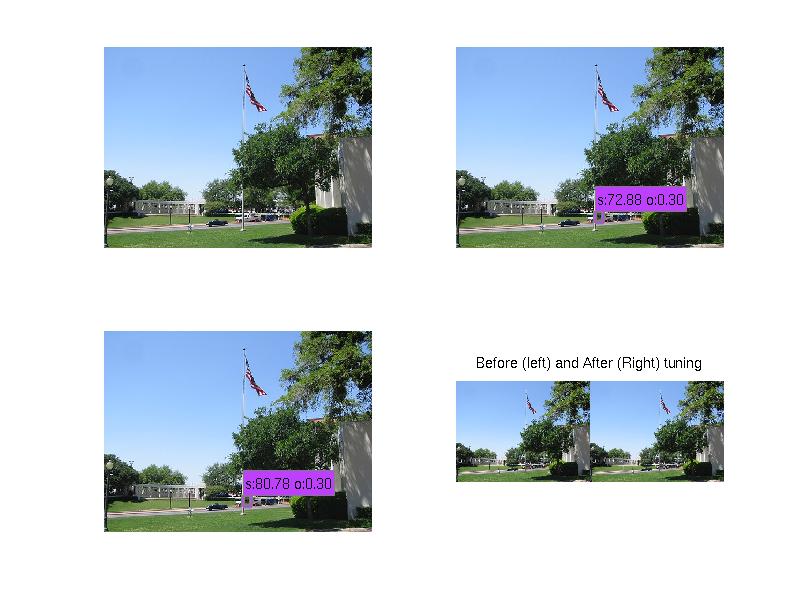 s:72.88 o:0.30
s:80.78 o:0.30
Before (left) and After (Right) tuning